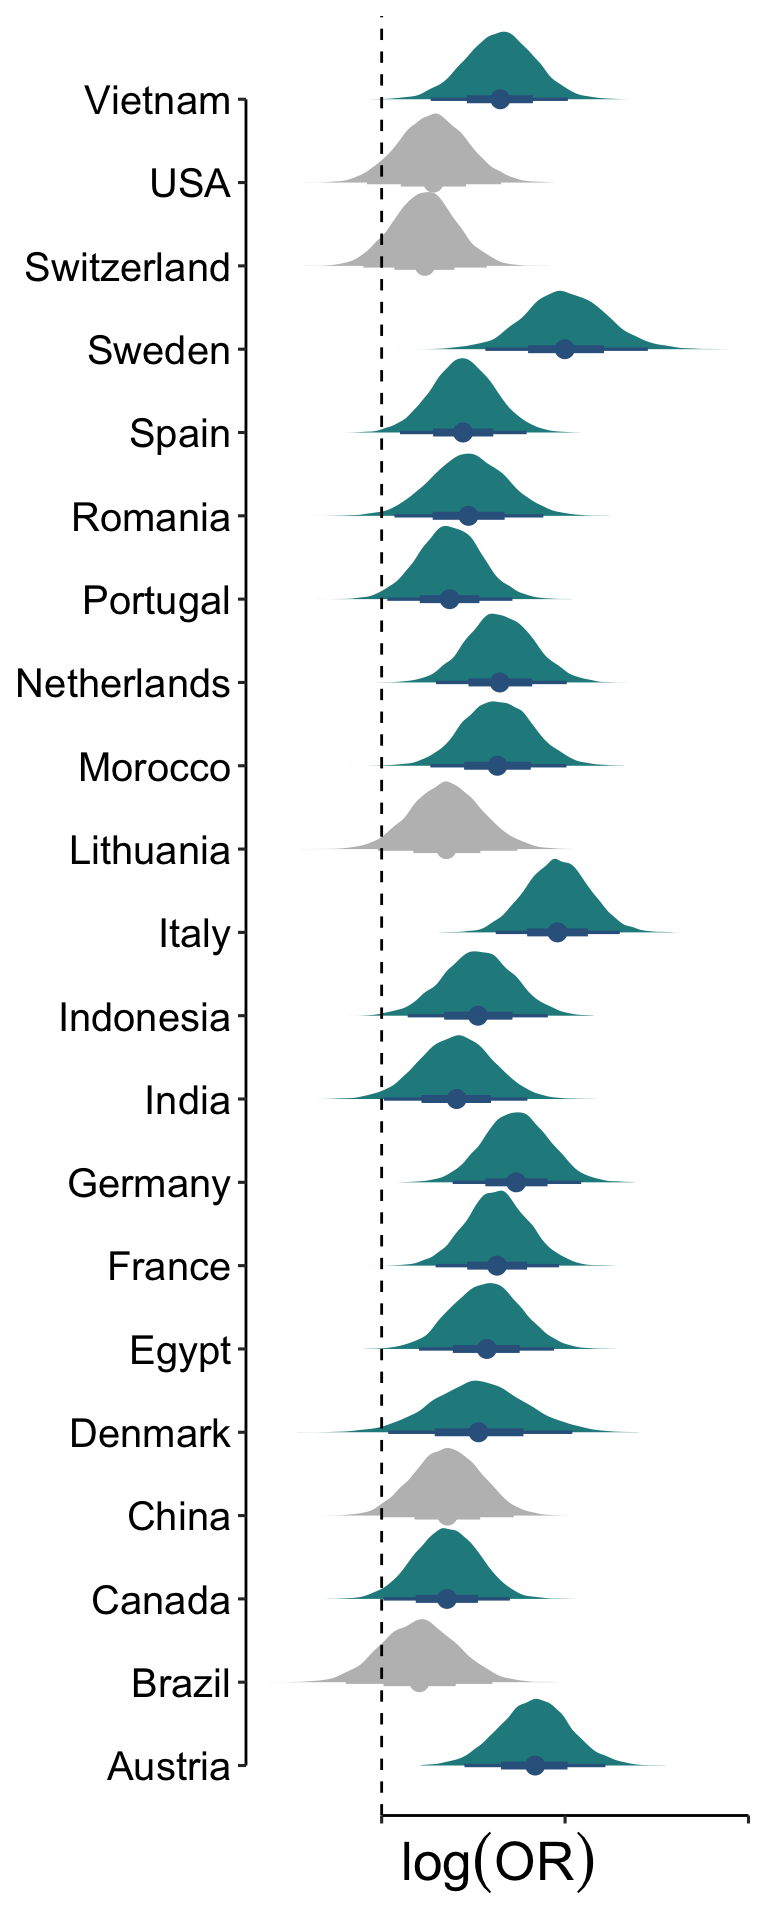 Vietnam
USA
Switzerland
Sweden
Spain
Romania
Portugal
Netherlands
Morocco
Lithuania
Italy
Indonesia
India
Germany
France
Egypt
Denmark
China
Canada
Brazil
Austria
log(OR)